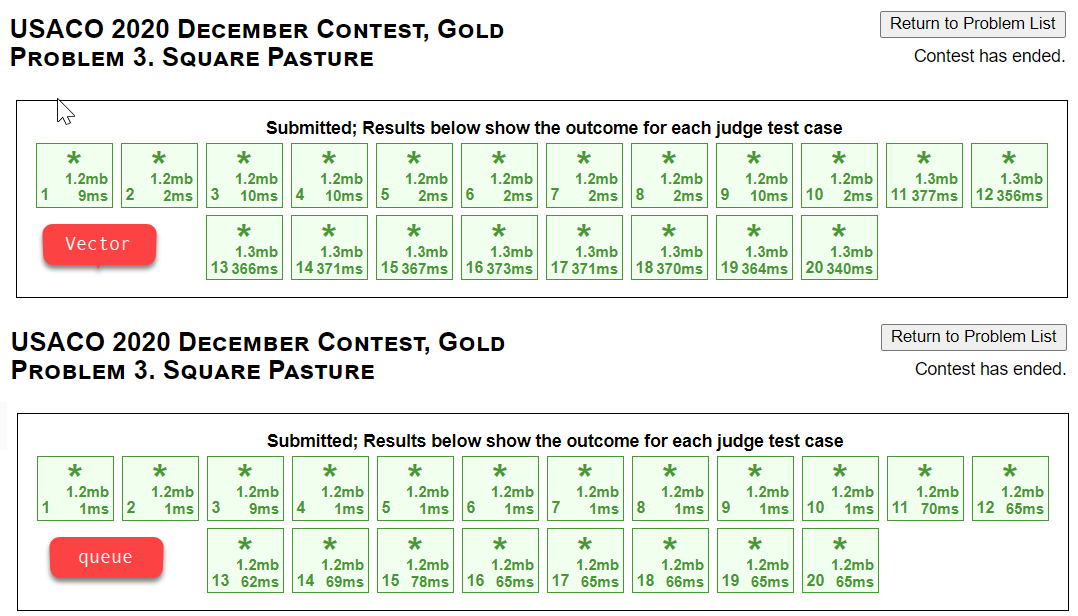 USACO 2020 December Contest, Gold
Problem 3. Square Pasture
Return to Problem List
Contest has ended.
Submitted; Results below show the outcome for each judge test case
* * * * * * * * * * * *
1.2mb 1.2mb 1.2mb 1.2mb 1.2mb 1.2mb 1.2mb 1.2mb 1.2mb 1.2mb 1.3mb 1.3mb
1 9ms 2 2ms 3 10ms 4 10ms 5 2ms 6 2ms 7 2ms 8 2ms 9 10ms 10 2ms 11 377ms 12 356ms
Vector
* * * * * * * *
1.3mb 1.3mb 1.3mb 1.3mb 1.3mb 1.3mb 1.3mb 1.3mb
13 366ms 14 371ms 15 367ms 16 373ms 17 371ms 18 370ms 19 364ms 20 340ms
USACO 2020 December Contest, Gold
Problem 3. Square Pasture
Return to Problem List
Contest has ended.
Submitted; Results below show the outcome for each judge test case
* * * * * * * * * * * *
1.2mb 1.2mb 1.2mb 1.2mb 1.2mb 1.2mb 1.2mb 1.2mb 1.2mb 1.2mb 1.2mb 1.2mb
1 1ms 2 1ms 3 9ms 4 1ms 5 1ms 6 1ms 7 1ms 8 1ms 9 1ms 10 1ms 11 70ms 12 65ms
queue
* * * * * * * *
1.2mb 1.2mb 1.2mb 1.2mb 1.2mb 1.2mb 1.2mb 1.2mb
13 62ms 14 69ms 15 78ms 16 65ms 17 65ms 18 66ms 19 65ms 20 65ms